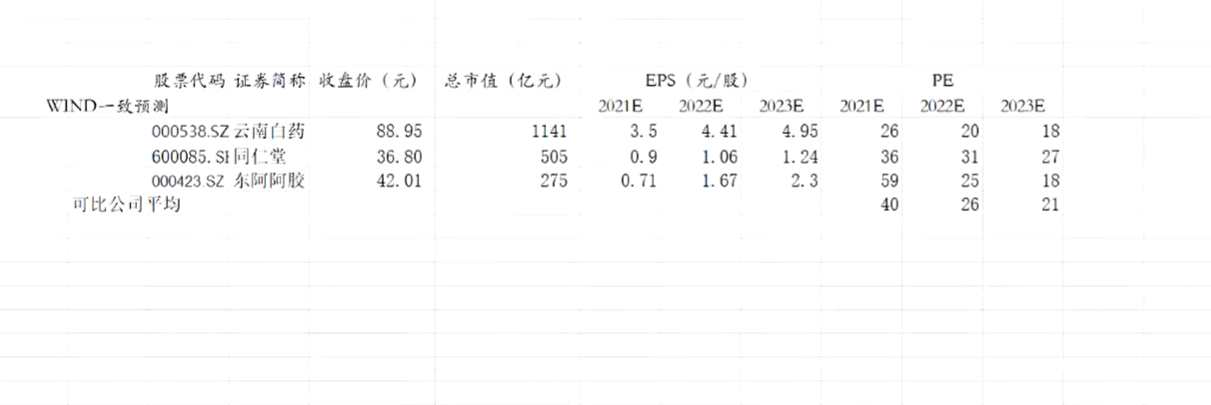 股票代码 证券简称 收盘价（元） 总市值（亿元） EPS（元/股） PE
WIND一致预测 2021E 2022E 2023E 2021E 2022E 2023E
000538.SZ 云南白药 88.95 1141 3.5 4.41 4.95 26 20 18
600085.SH 同仁堂 36.80 505 0.9 1.06 1.24 36 31 27
000423.SZ 东阿阿胶 42.01 275 0.71 1.67 2.3 59 25 18
可比公司平均 40 26 21